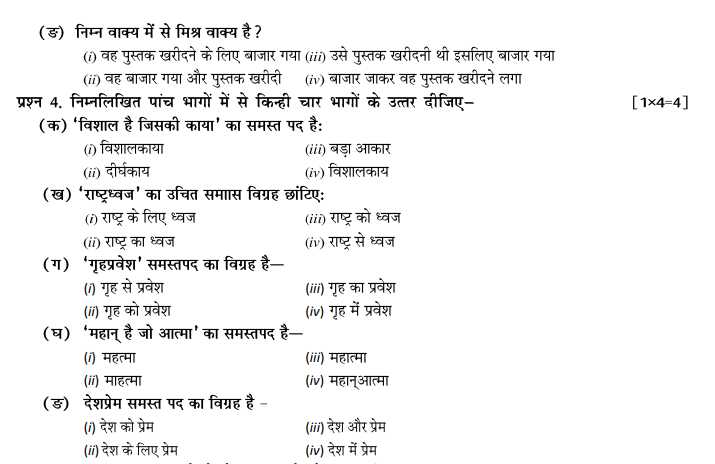 (ङ) निम्न वाक्य में से मिश्र वाक्य है ?
(i) वह पुस्तक खरीदने के लिए बाजार गया (iii) उसे पुस्तक खरीदनी थी इसलिए बाजार गया
(ii) वह बाजार गया और पुस्तक खरीदी (iv) बाजार जाकर वह पुस्तक खरीदने लगा
प्रश्न 4. निम्नलिखित पांच भागों में से किन्ही चार भागों के उत्तर दीजिए– [1×4=4]
(क) 'विशाल है जिसकी काया' का समस्त पद है:
(i) विशालकाया (iii) बड़ा आकार
(ii) दीर्घकाय (iv) विशालकाय
(ख) 'राष्ट्रध्वज' का उचित समाास विग्रह छांटिए:
(i) राष्ट्र के लिए ध्वज (iii) राष्ट्र को ध्वज
(ii) राष्ट्र का ध्वज (iv) राष्ट्र से ध्वज
(ग) 'गृहप्रवेश' समस्तपद का विग्रह है—
(i) गृह से प्रवेश (iii) गृह का प्रवेश
(ii) गृह को प्रवेश (iv) गृह में प्रवेश
(घ) 'महान् है जो आत्मा' का समस्तपद है—
(i) महत्मा (iii) महात्मा
(ii) माहत्मा (iv) महान्आत्मा
(ङ) देशप्रेम समस्त पद का विग्रह है –
(i) देश को प्रेम (iii) देश और प्रेम
(ii) देश के लिए प्रेम (iv) देश में प्रेम